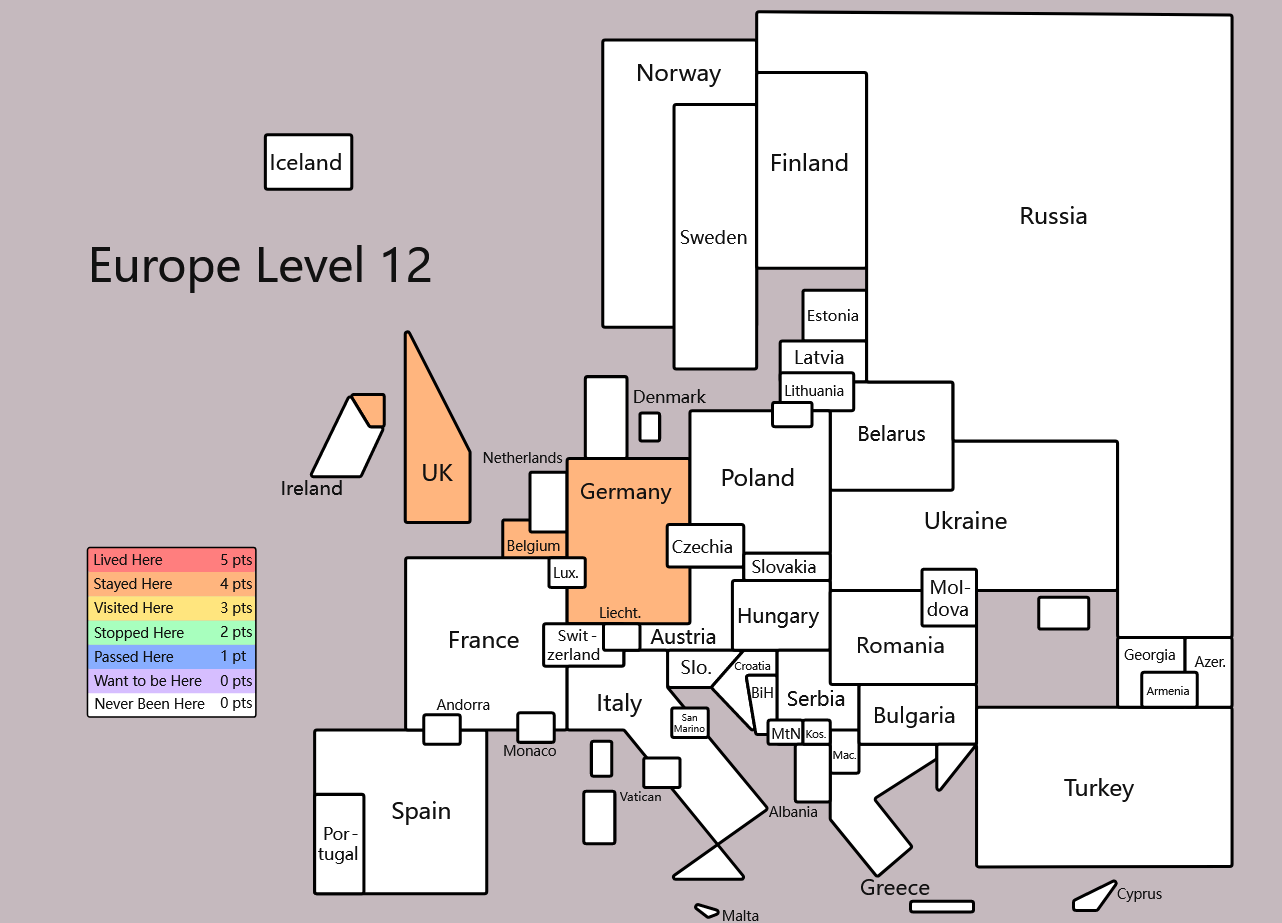 Norway
Iceland
Finland
Russia
Sweden
Europe Level 12
Estonia
Latvia
Lithuania
Denmark
Belarus
Netherlands
UK
Ireland
Germany
Poland
Ukraine
Belgium
Czechia
Lux.
Slovakia
Lived Here 5 pts
Stayed Here 4 pts
Visited Here 3 pts
Stopped Here 2 pts
Passed Here 1 pt
Want to be Here 0 pts
Never Been Here 0 pts
Liecht.
Mol-
dova
Hungary
France
Swit-
zerland
Austria
Romania
Georgia
Azer.
Slo.
Croatia
Armenia
BiH
Serbia
Andorra
Italy
San
Marino
Bulgaria
MtN
Kos.
Monaco
Mac.
Turkey
Vatican
Spain
Albania
Por-
tugal
Greece
Cyprus
Malta